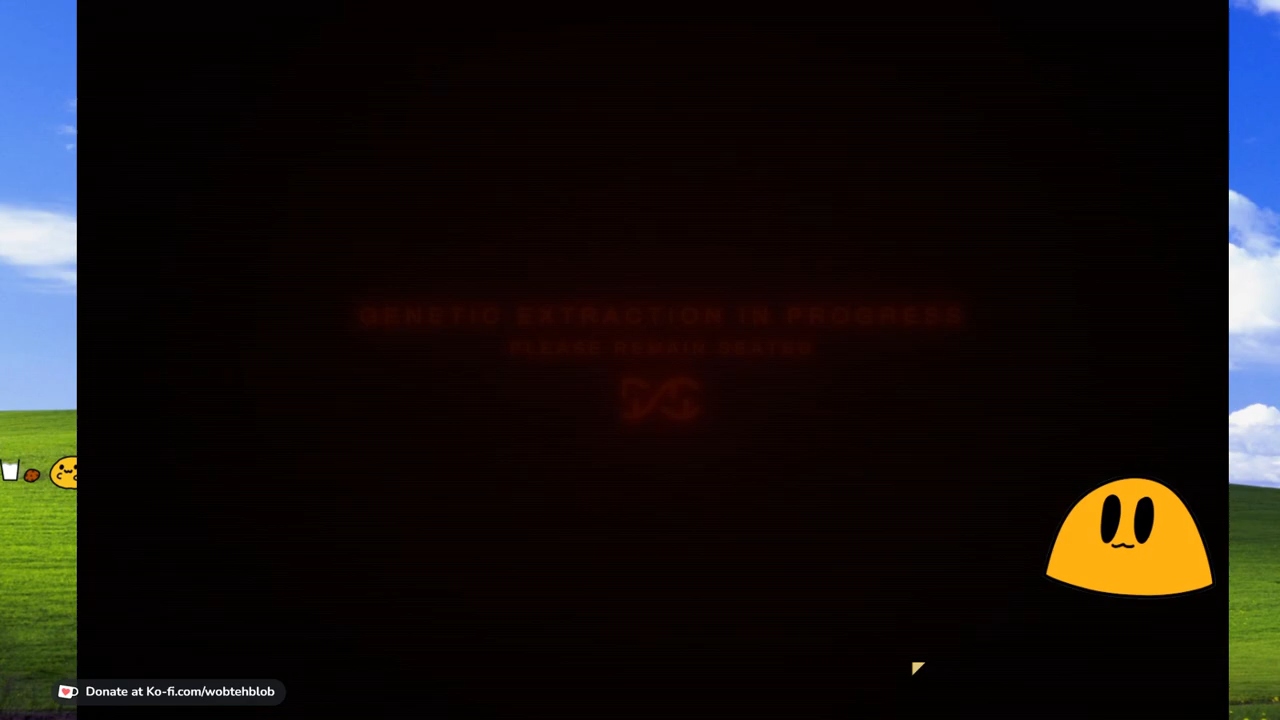 GENETIC EXTRACTION IN PROGRESS
PLEASE REMAIN SEATED
Donate at Ko-fi.com/wobtehblob